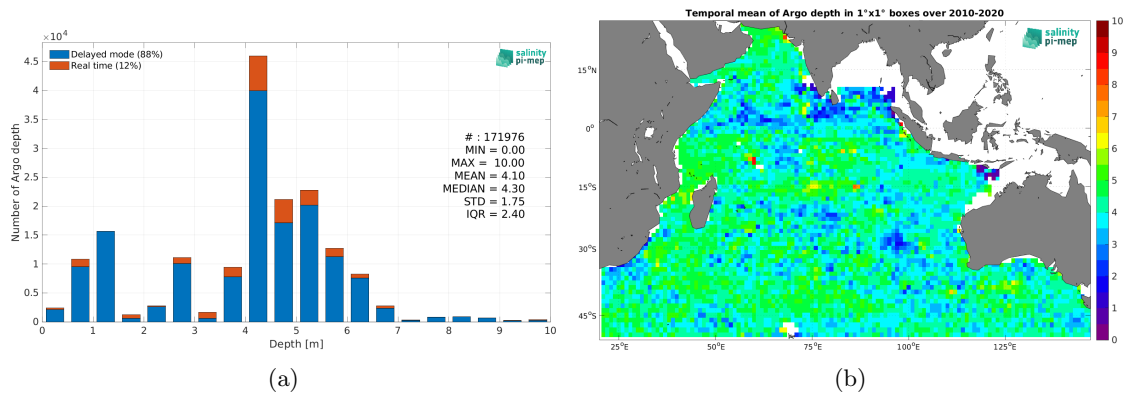 ×10⁴
Delayed mode (88%)
Real time (12%)
salinity
pi-mep
4.5
4
3.5
3
2.5
2
1.5
1
0.5
0
Number of Argo depth
# : 171976
MIN = 0.00
MAX = 10.00
MEAN = 4.10
MEDIAN = 4.30
STD = 1.75
IQR = 2.40
0 1 2 3 4 5 6 7 8 9 10
Depth [m]
(a)
Temporal mean of Argo depth in 1°x1° boxes over 2010-2020
salinity
pi-mep
15°N
0°
15°S
30°S
45°S
25°E 50°E 75°E 100°E 125°E
10
9
8
7
6
5
4
3
2
1
0
(b)